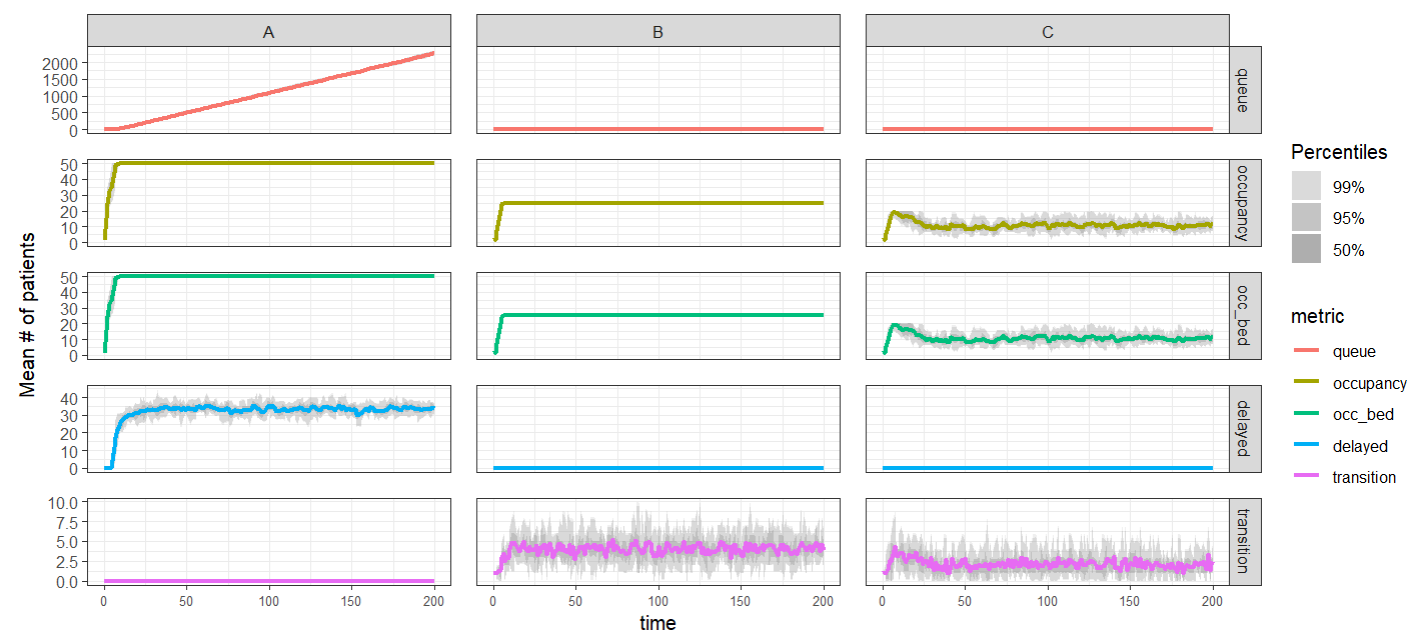 A B C
2000
1500
1000
500
0
queue
50
40
30
20
10
0
occupancy
50
40
30
20
10
0
occ_bed
40
30
20
10
0
delayed
10.0
7.5
5.0
2.5
0.0
transition
0 50 100 150 200 0 50 100 150 200 0 50 100 150 200
time
Mean # of patients
Percentiles
99%
95%
50%
metric
queue
occupancy
occ_bed
delayed
transition